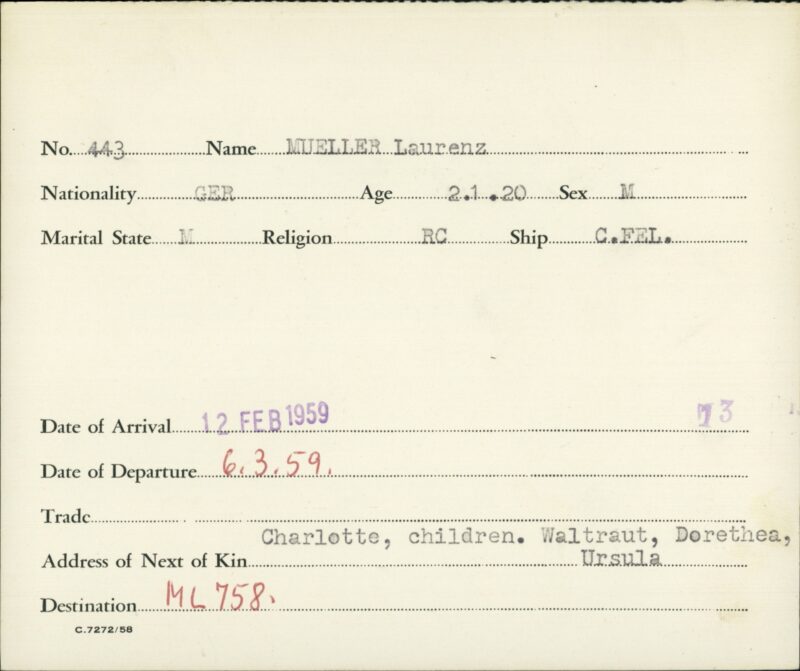 No. 443 Name MUELLER Laurenz
Nationality GER Age 2.1.20 Sex M
Marital State M Religion RC Ship C.FEL.
Date of Arrival 12 FEB 1959 13
Date of Departure 6.3.59.
Trade
Charlotte, children. Waltraut, Dorethea,
Address of Next of Kin Ursula
Destination ML 758.
C.7272/58